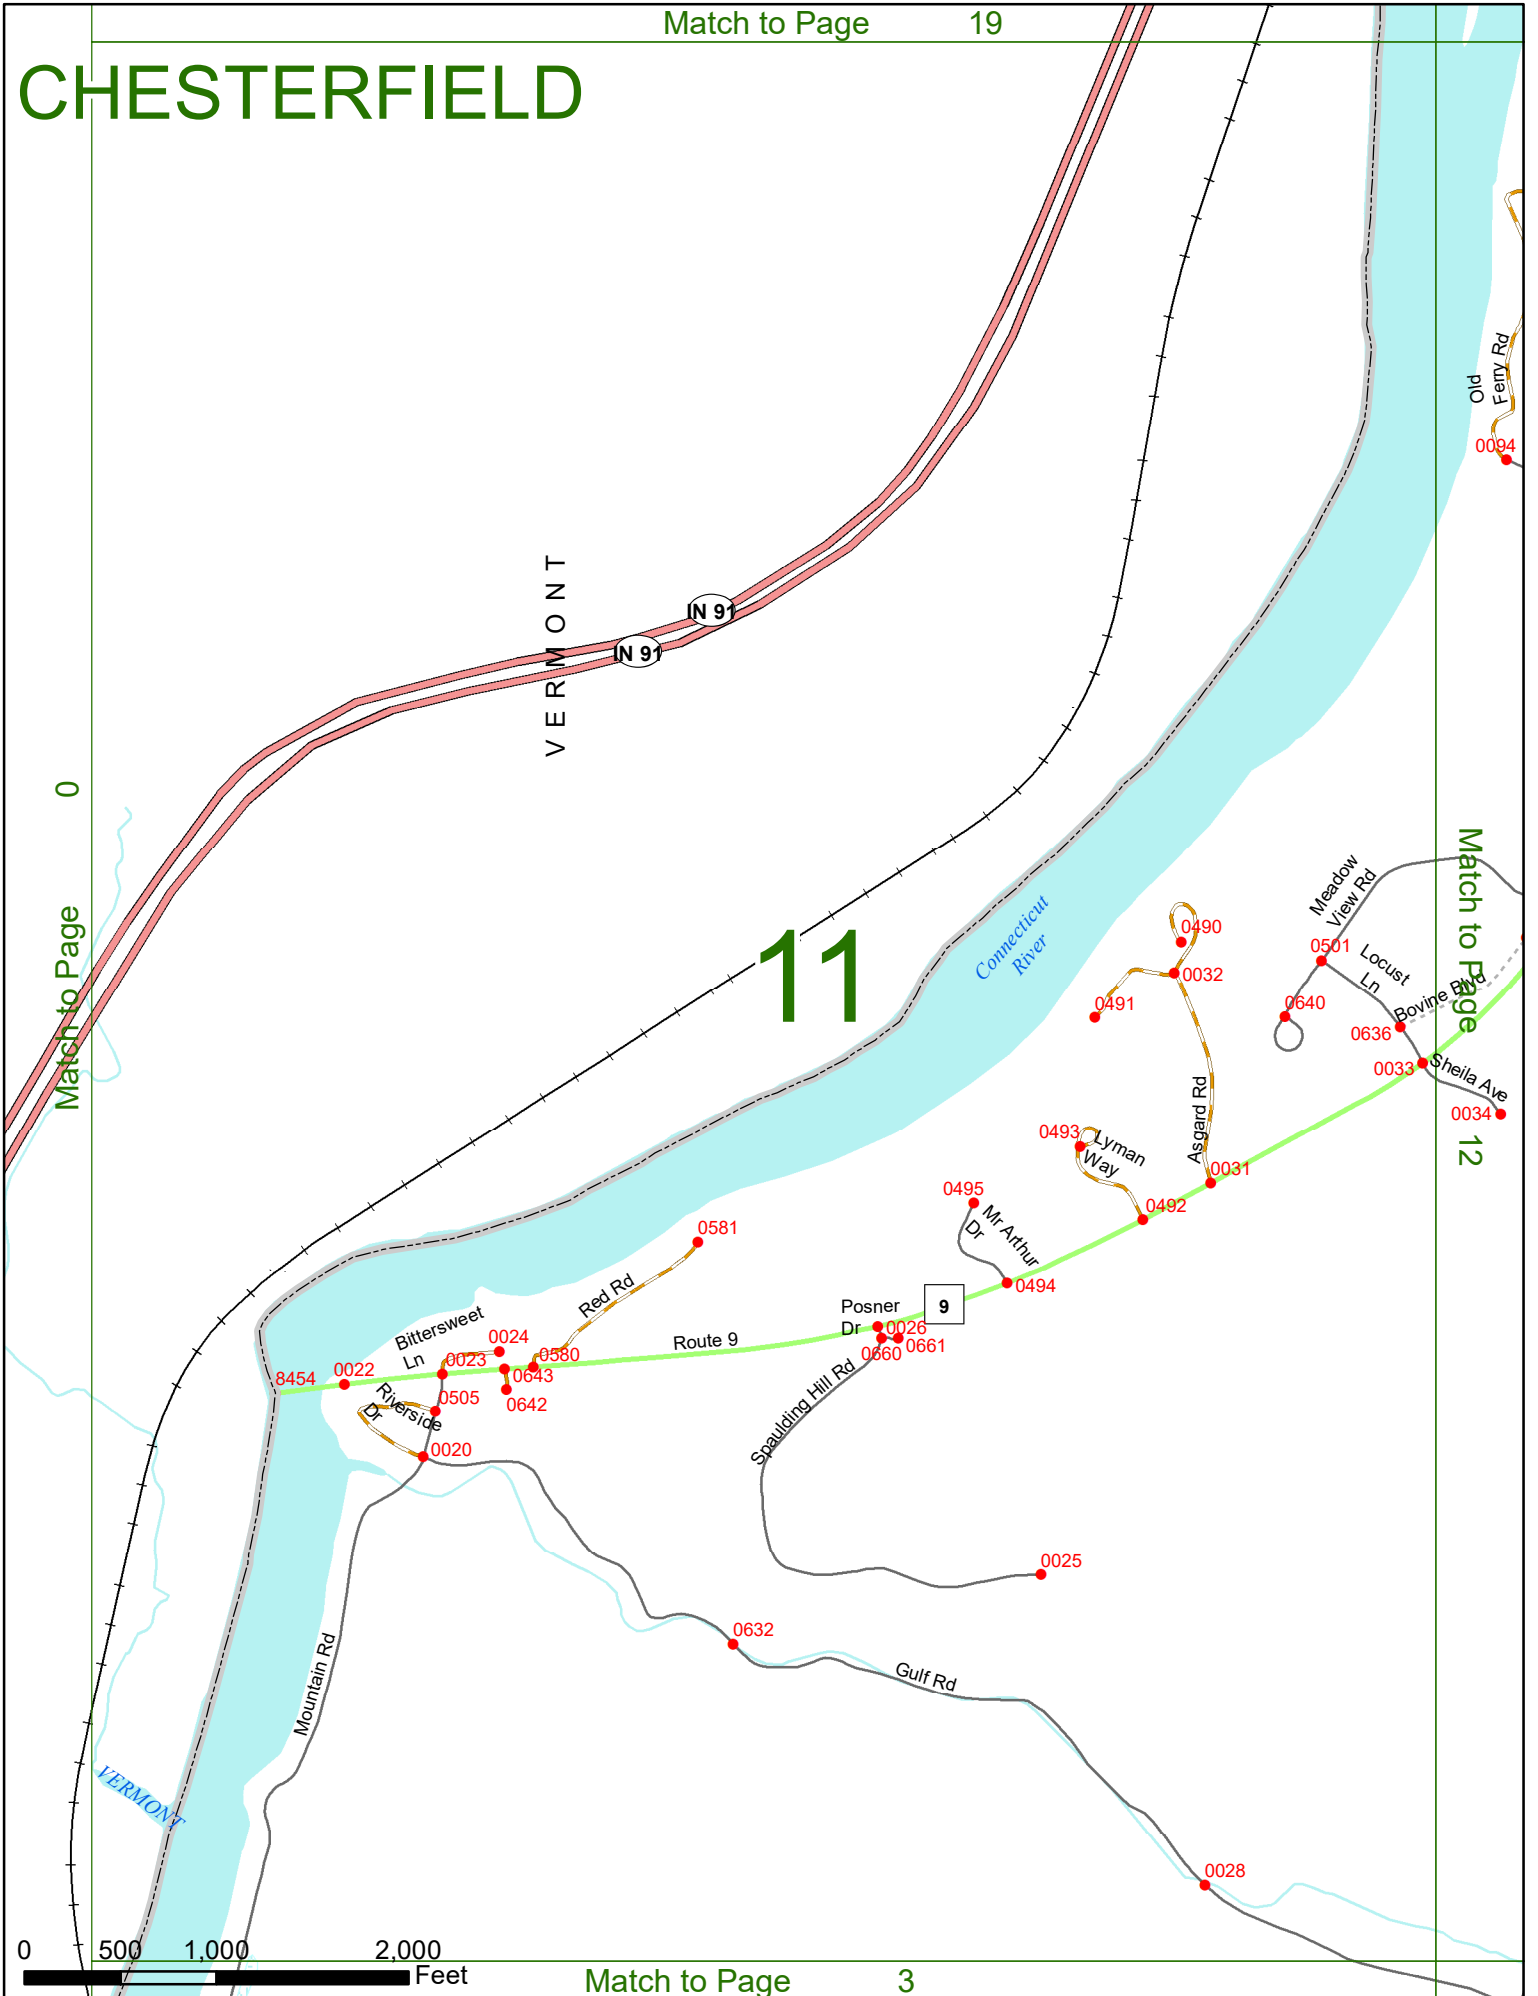 Match to Page 19
CHESTERFIELD
Old
Ferry Rd
0094
VERMONT
IN 91
IN 91
0
Match to Page
11
Connecticut
River
Match to Page
12
Meadow
View Rd
0490
0501
Locust
Ln
0032
0491
0640
Bovine Blvd
0636
0033
Sheila Ave
0034
Asgard Rd
0493
Lyman
Way
0031
0495
0492
Mr Arthur
Dr
0581
0494
Red Rd
9
Posner
Dr
0026
0661
0660
Bittersweet
Ln
0024
Route 9
0023
0580
0022
0643
8454
Spaulding Hill Rd
Riverside
Dr
0505
0642
0020
0025
0632
Mountain Rd
Gulf Rd
VERMONT
0028
0 500 1,000 2,000
Feet
Match to Page 3